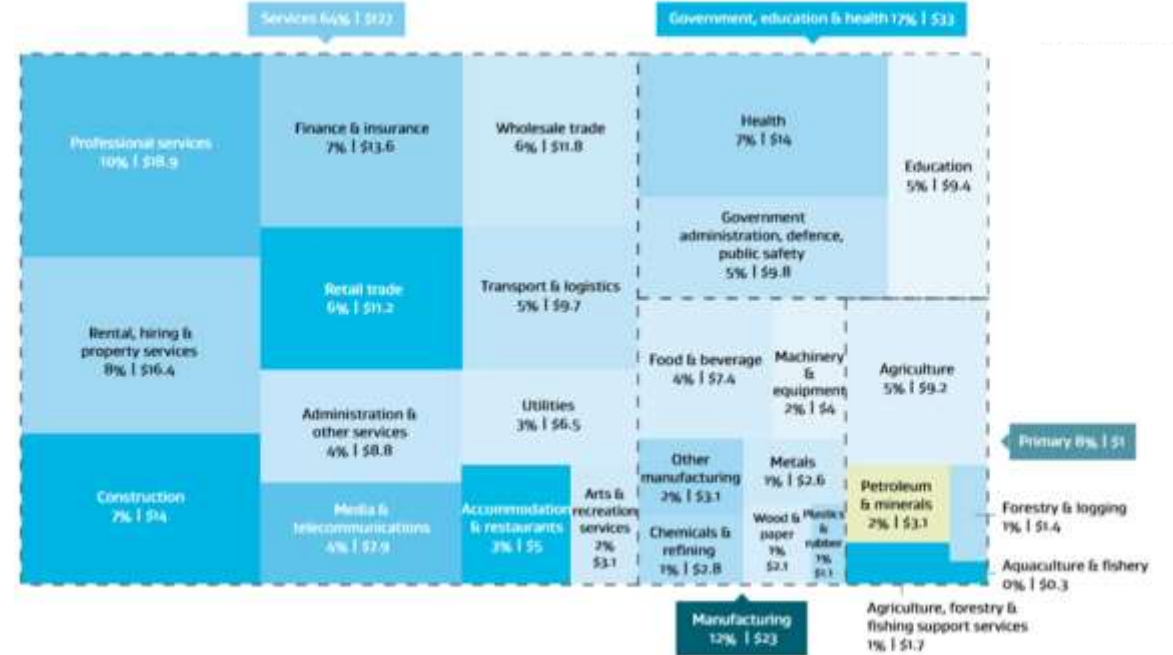 Services 64% | $127
Government, education & health 17% | $33
Professional services
10% | $18.9
Finance & insurance
7% | $13.6
Wholesale trade
6% | $11.8
Health
7% | $14
Education
5% | $9.4
Government
administration, defence,
public safety
5% | $9.8
Rental, hiring &
property services
8% | $16.4
Retail trade
6% | $11.2
Transport & logistics
5% | $9.7
Food & beverage
4% | $7.4
Machinery
&
equipment
2% | $4
Agriculture
5% | $9.2
Administration &
other services
4% | $8.8
Utilities
3% | $6.5
Primary 8% | $1
Construction
7% | $14
Media &
telecommunications
4% | $7.9
Accommodation
& restaurants
3% | $5
Arts &
recreation
services
2%
$3.1
Other
manufacturing
2% | $3.1
Metals
1% | $2.6
Chemicals &
refining
1% | $2.8
Wood &
paper
1%
$2.1
Plastics
&
rubber
1%
$1.1
Petroleum
& minerals
2% | $3.1
Forestry & logging
1% | $1.4
Aquaculture & fishery
0% | $0.3
Agriculture, forestry &
fishing support services
1% | $1.7
Manufacturing
12% | $23